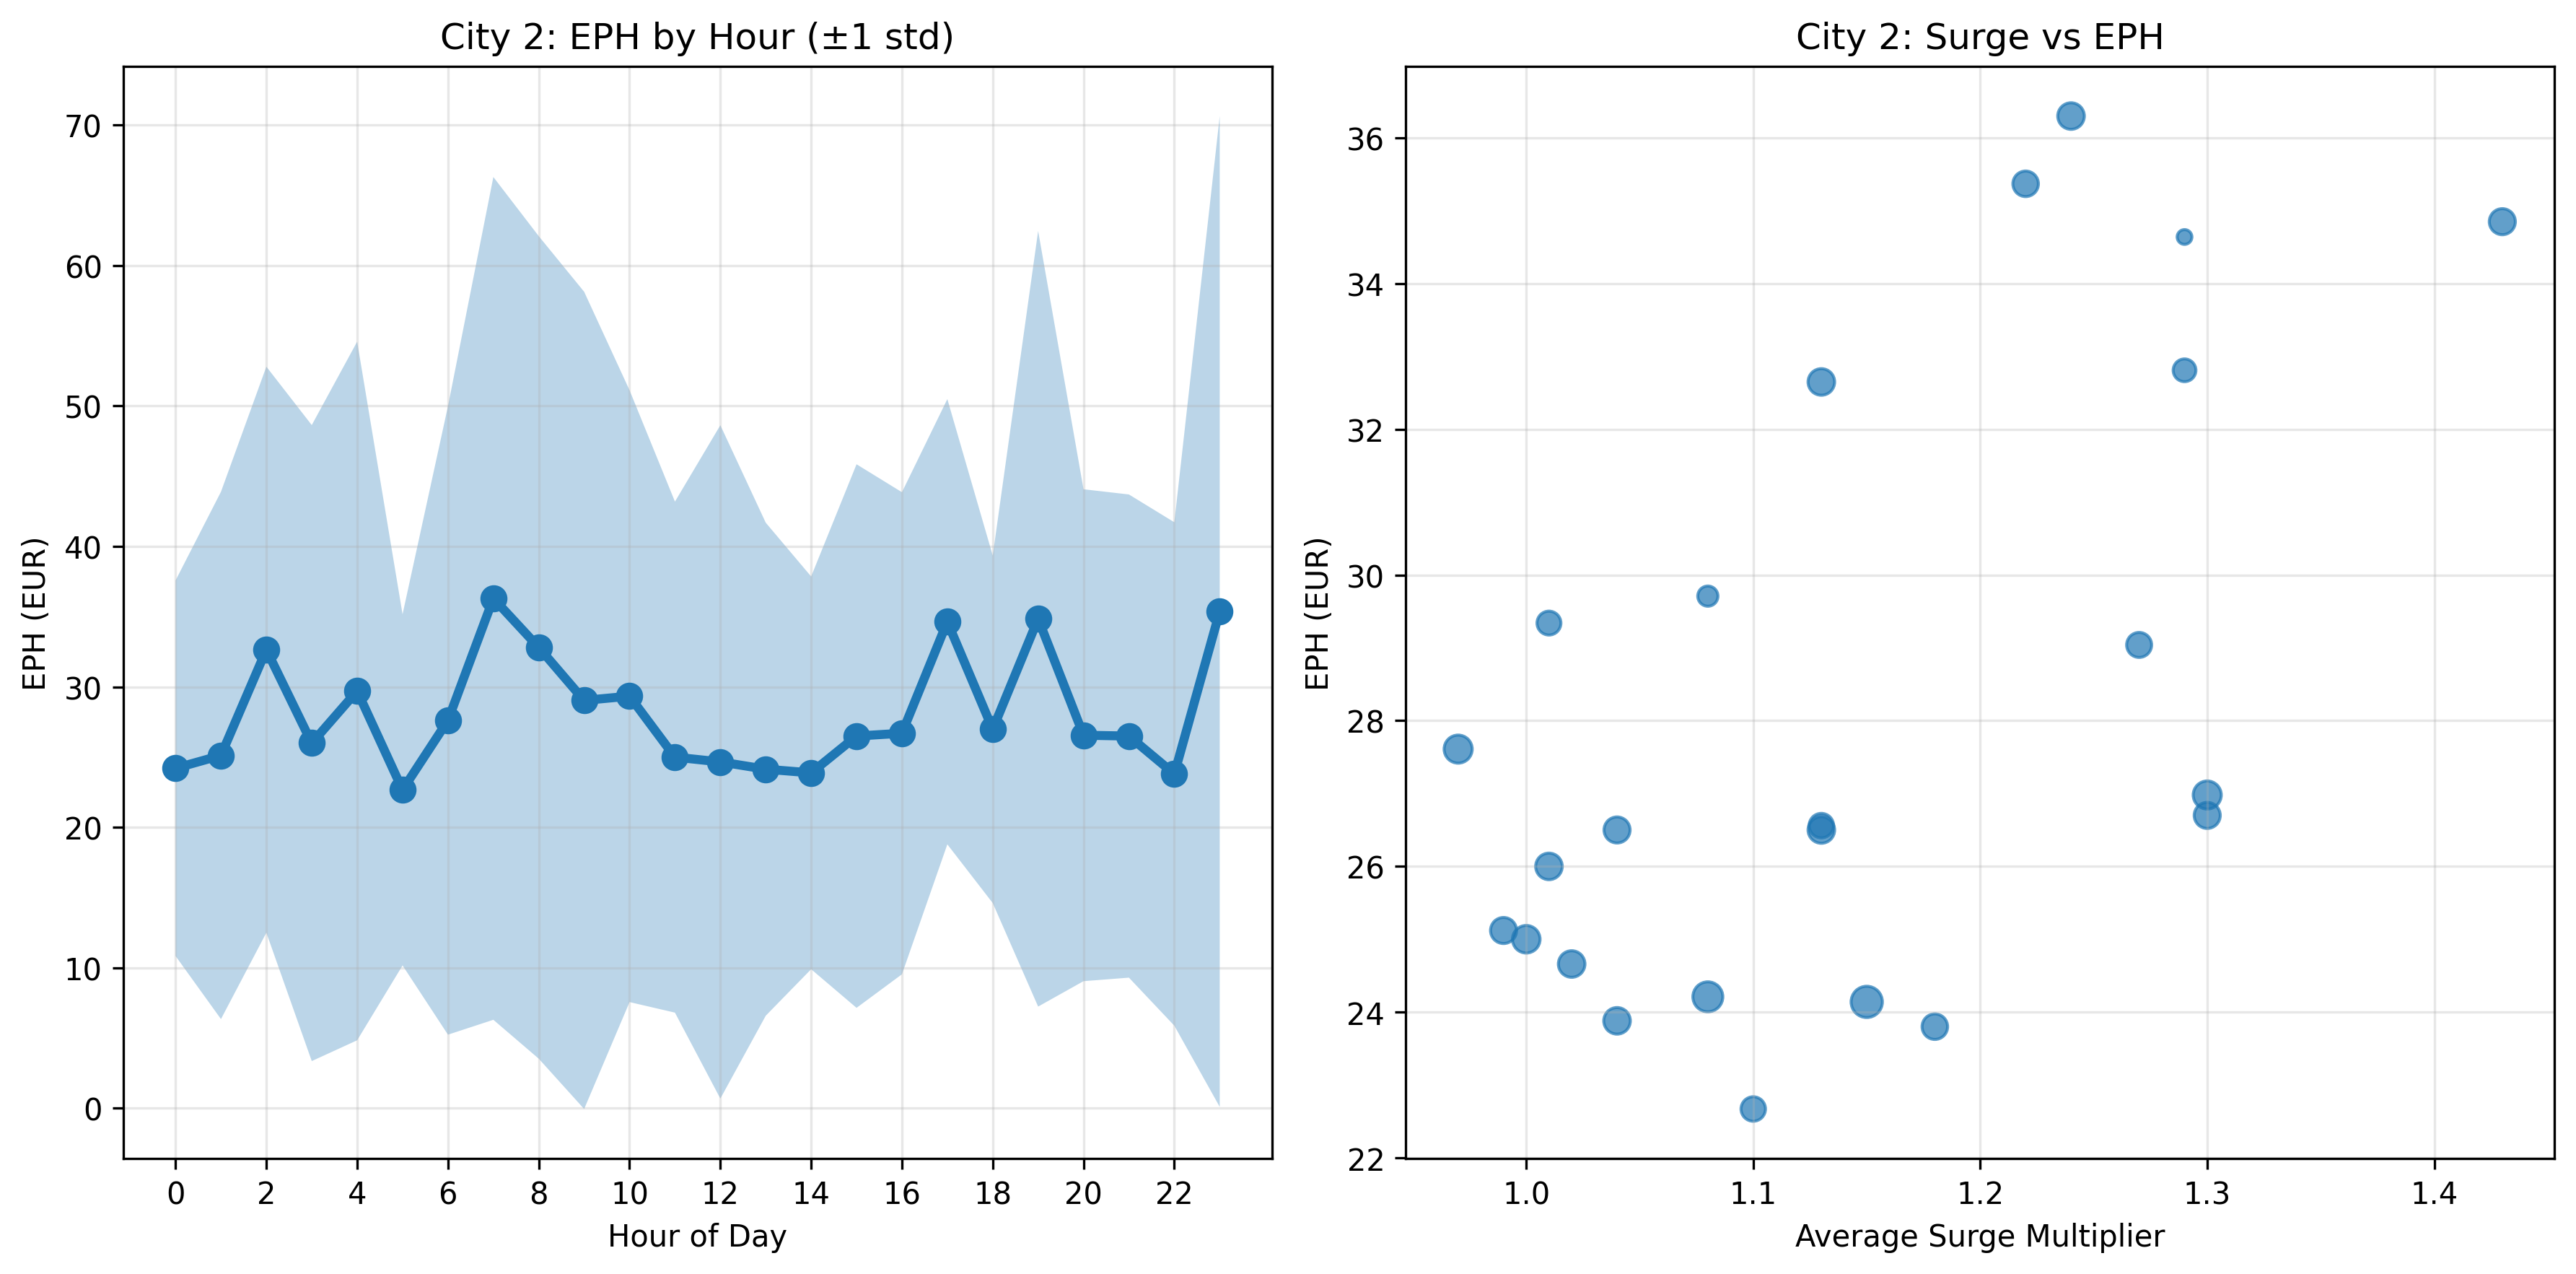 City 2: EPH by Hour (±1 std)
EPH (EUR)
70
60
50
40
30
20
10
0
0 2 4 6 8 10 12 14 16 18 20 22
Hour of Day
City 2: Surge vs EPH
EPH (EUR)
36
34
32
30
28
26
24
22
1.0 1.1 1.2 1.3 1.4
Average Surge Multiplier